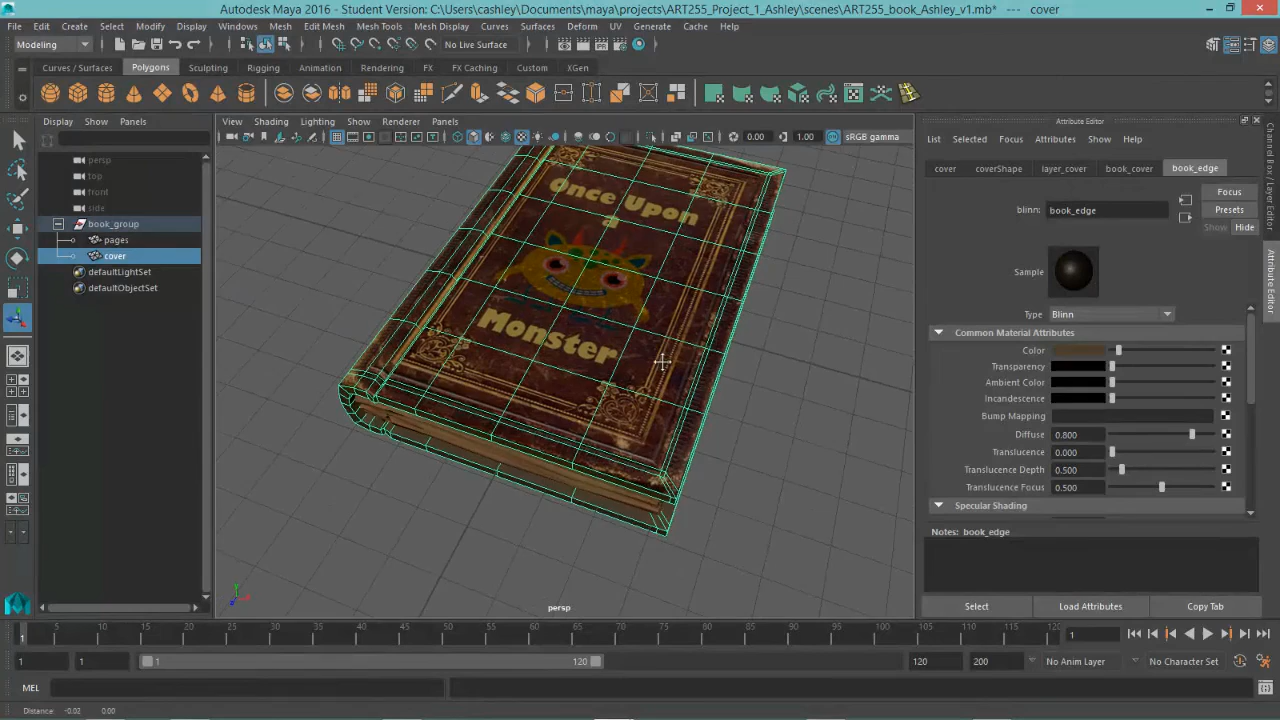 Autodesk Maya 2016 - Student Version: C:\Users\cashley\Documents\maya\projects\ART255_Project_1_Ashley\scenes\ART255_book_Ashley_v1.mb* --- cover
File Edit Create Select Modify Display Windows Mesh Edit Mesh Mesh Tools Mesh Display Curves Surfaces Deform UV Generate Cache Help
Modeling No Live Surface
Curves / Surfaces Polygons Sculpting Rigging Animation Rendering FX FX Caching Custom XGen
Display Show Panels
View Shading Lighting Show Renderer Panels
0.00 1.00 sRGB gamma
persp
top
front
side
book_group
pages
cover
defaultLightSet
defaultObjectSet
Once Upon
a
Monster
persp
Attribute Editor
List Selected Focus Attributes Show Help
cover coverShape layer_cover book_cover book_edge
Focus
blinn: book_edge Presets
Show Hide
Sample
Type Blinn
Common Material Attributes
Color
Transparency
Ambient Color
Incandescence
Bump Mapping
Diffuse 0.800
Translucence 0.000
Translucence Depth 0.500
Translucence Focus 0.500
Specular Shading
Notes: book_edge
Select Load Attributes Copy Tab
Channel Box / Layer Editor
Attribute Editor
1 5 10 15 20 25 30 35 40 45 50 55 60 65 70 75 80 85 90 95 100 105 110 115 120 1
1 1 1 120 120 200 No Anim Layer No Character Set
MEL
Distance: -0.02 0.00